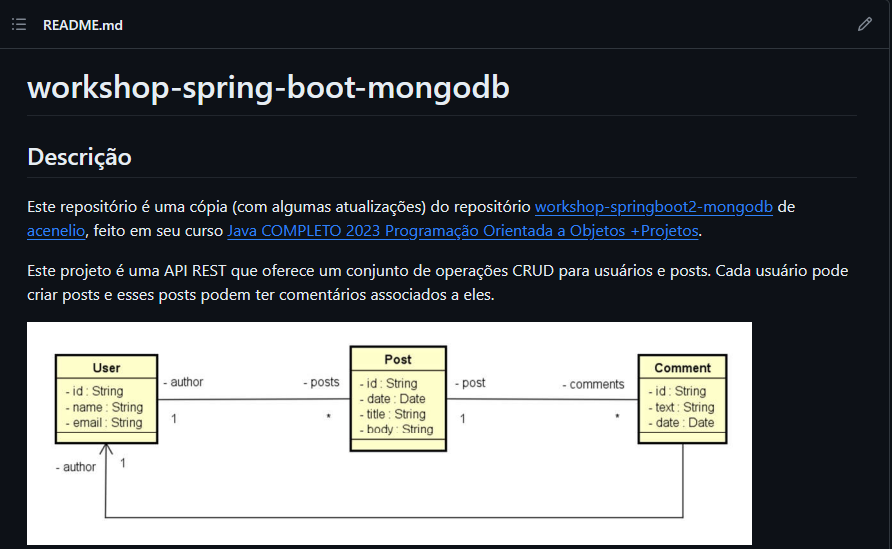 README.md
workshop-spring-boot-mongodb
Descrição
Este repositório é uma cópia (com algumas atualizações) do repositório workshop-springboot2-mongodb de
acenelio, feito em seu curso Java COMPLETO 2023 Programação Orientada a Objetos +Projetos.
Este projeto é uma API REST que oferece um conjunto de operações CRUD para usuários e posts. Cada usuário pode
criar posts e esses posts podem ter comentários associados a eles.
User
- id : String
- name : String
- email : String
- author
1
- posts
*
Post
- id : String
- date : Date
- title : String
- body : String
- post
1
- comments
*
Comment
- id : String
- text : String
- date : Date
- author
1